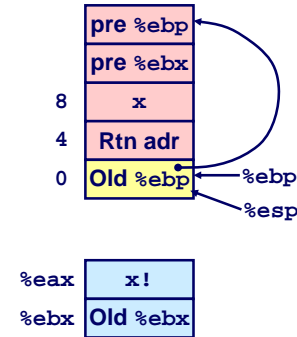 pre %ebp
pre %ebx
8 x
4 Rtn adr
0 Old %ebp %ebp
%esp
%eax x!
%ebx Old %ebx